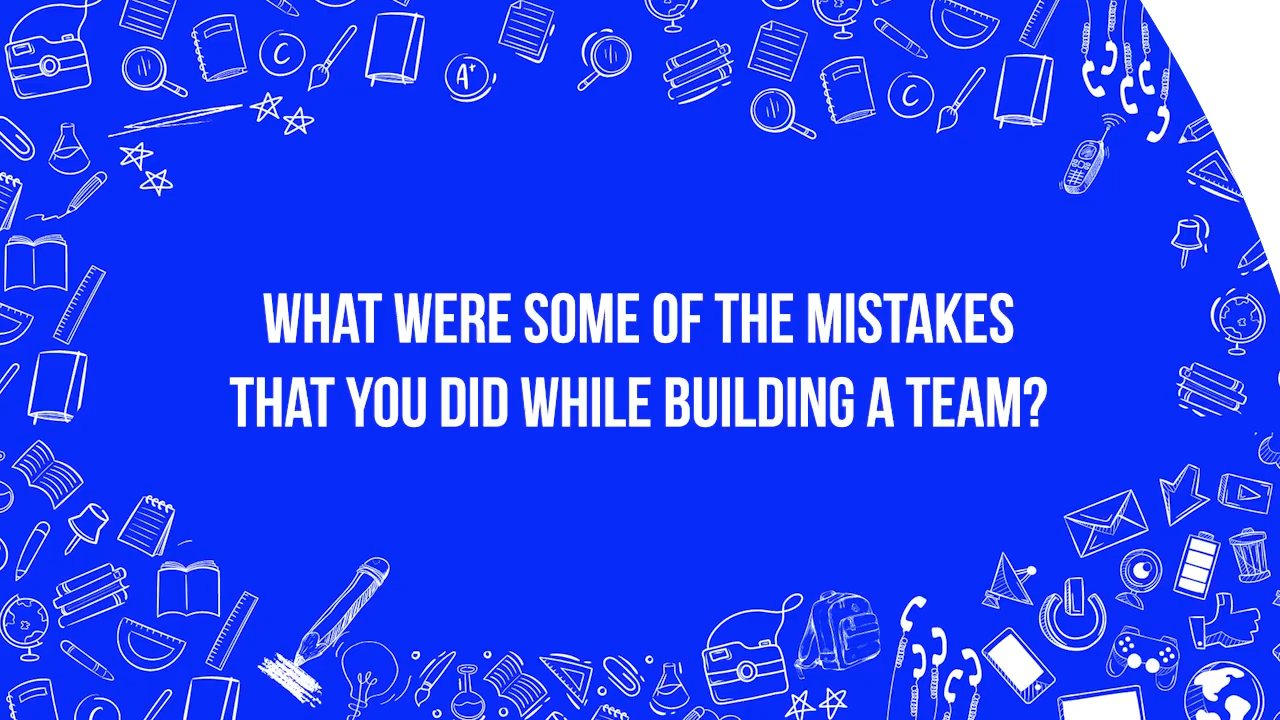 A+
C
C
WHAT WERE SOME OF THE MISTAKES
THAT YOU DID WHILE BUILDING A TEAM?
C